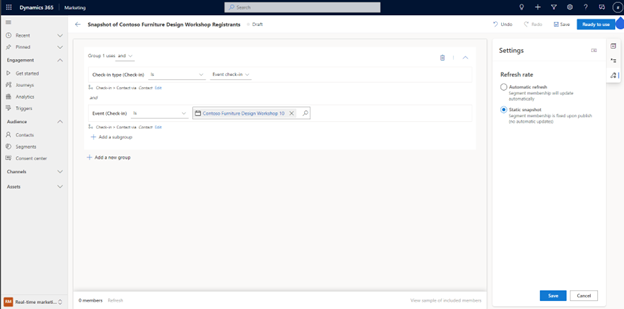 Dynamics 365
Marketing
Search
Snapshot of Contoso Furniture Design Workshop Registrants
Draft
Undo
Redo
Save
Ready to use
Recent
Pinned
Engagement
Get started
Journeys
Analytics
Triggers
Audience
Contacts
Segments
Consent center
Channels
Assets
RM
Real-time marketi...
Group 1 uses and
Check-in type (Check-in)
Is
Event check-in
Check-in > Contact via Contact Edit
and
Event (Check-in)
Is
Contoso Furniture Design Workshop 10
Check-in > Contact via Contact Edit
Add a subgroup
Add a new group
0 members
Refresh
View sample of excluded members
Settings
Refresh rate
Automatic refresh
Segment membership will update
automatically
Static snapshot
Segment membership is fixed upon publish
(no automatic updates)
Save
Cancel